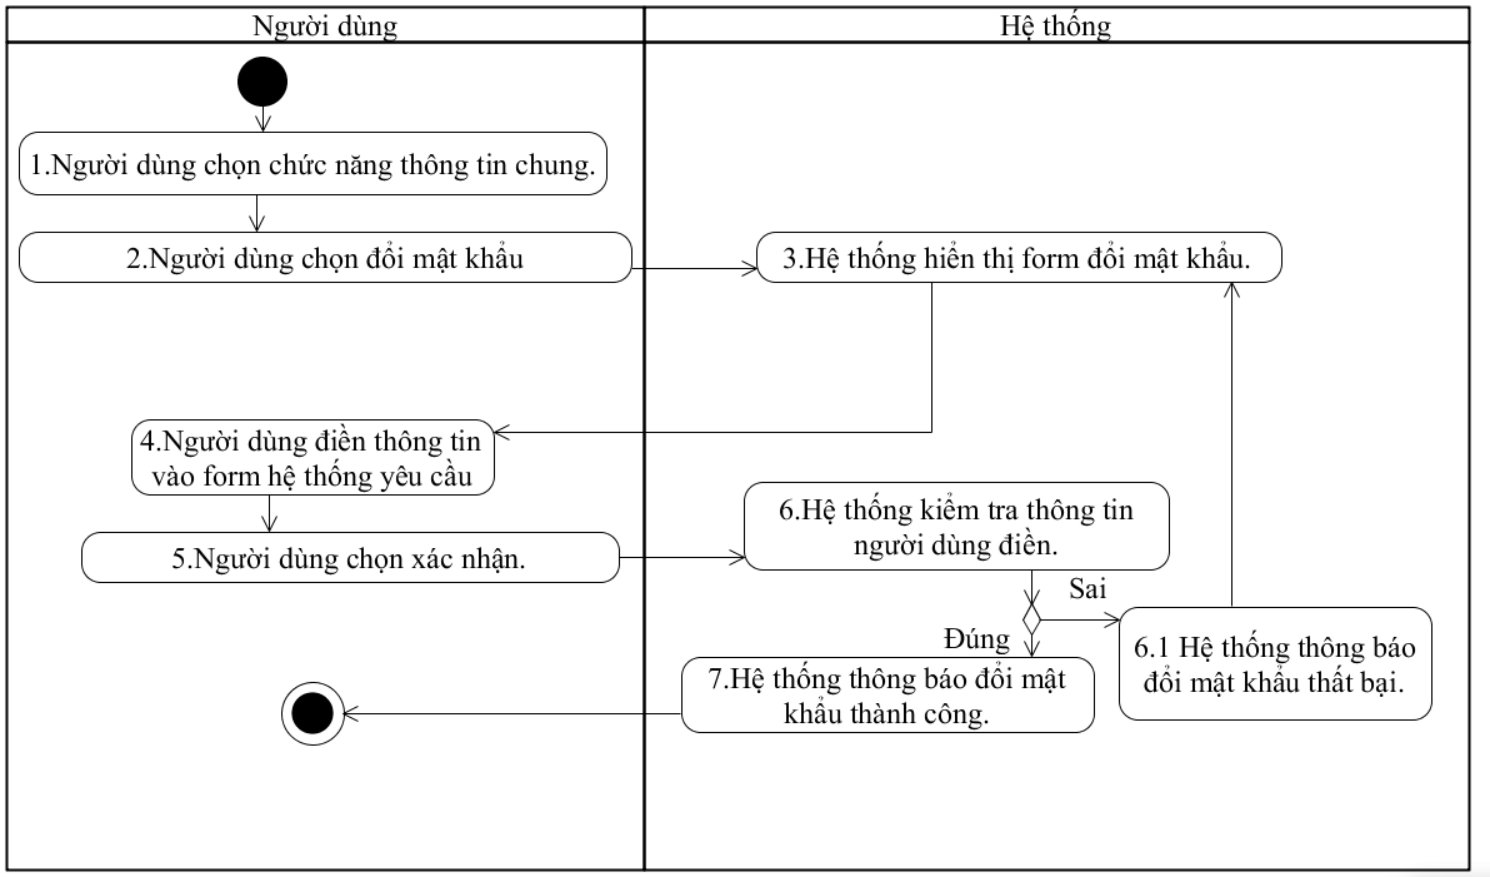 Người dùng
Hệ thống
1.Người dùng chọn chức năng thông tin chung.
2.Người dùng chọn đổi mật khẩu
3.Hệ thống hiển thị form đổi mật khẩu.
4.Người dùng điền thông tin
vào form hệ thống yêu cầu
5.Người dùng chọn xác nhận.
6.Hệ thống kiểm tra thông tin
người dùng điền.
Sai
Đúng
6.1 Hệ thống thông báo
đổi mật khẩu thất bại.
7.Hệ thống thông báo đổi mật
khẩu thành công.